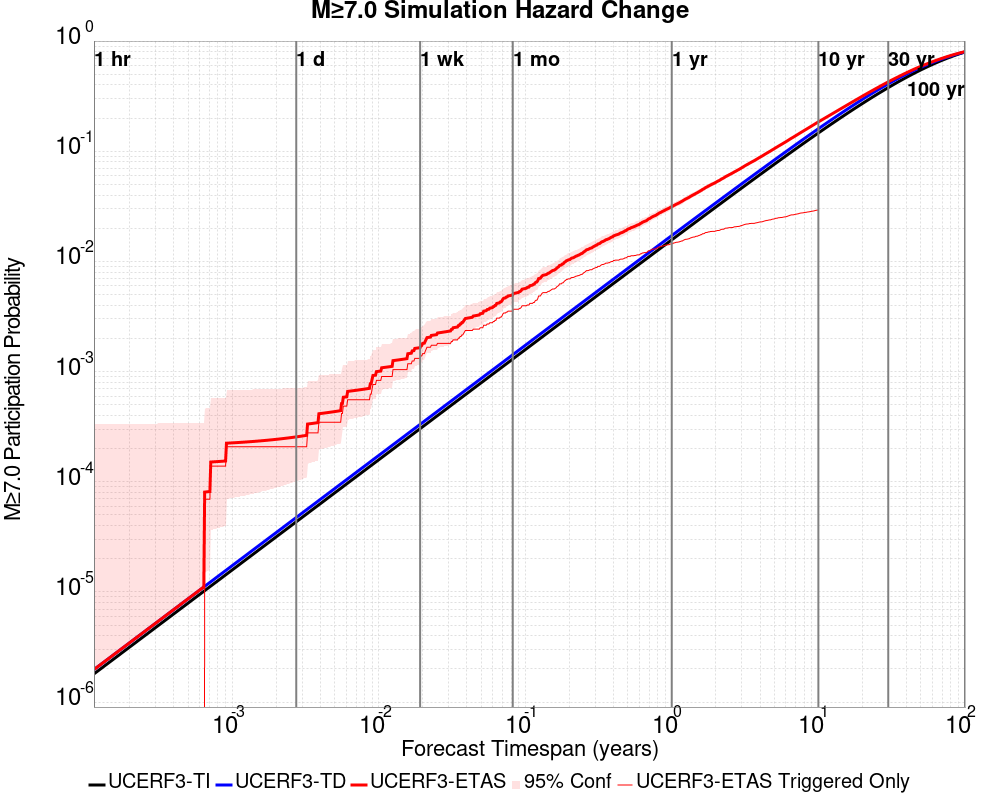 M≥7.0 Simulation Hazard Change
1 hr
1 d
1 wk
1 mo
1 yr
10 yr
30 yr
100 yr
10^0
10^-1
10^-2
10^-3
10^-4
10^-5
10^-6
M≥7.0 Participation Probability
10^-3
10^-2
10^-1
10^0
10^1
10^2
Forecast Timespan (years)
UCERF3-TI UCERF3-TD UCERF3-ETAS 95% Conf UCERF3-ETAS Triggered Only